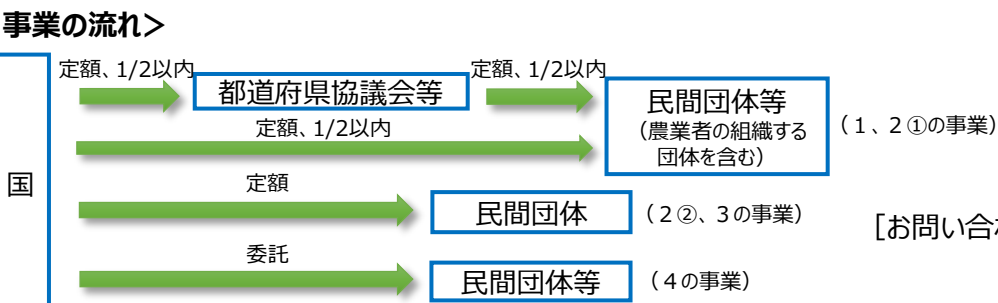 事業の流れ＞
定額、1/2以内
定額、1/2以内
都道府県協議会等
民間団体等
（農業者の組織する
団体を含む）
（１、２①の事業）
定額、1/2以内
国
定額
民間団体
（２②、３の事業）
［お問い合
委託
民間団体等
（４の事業）